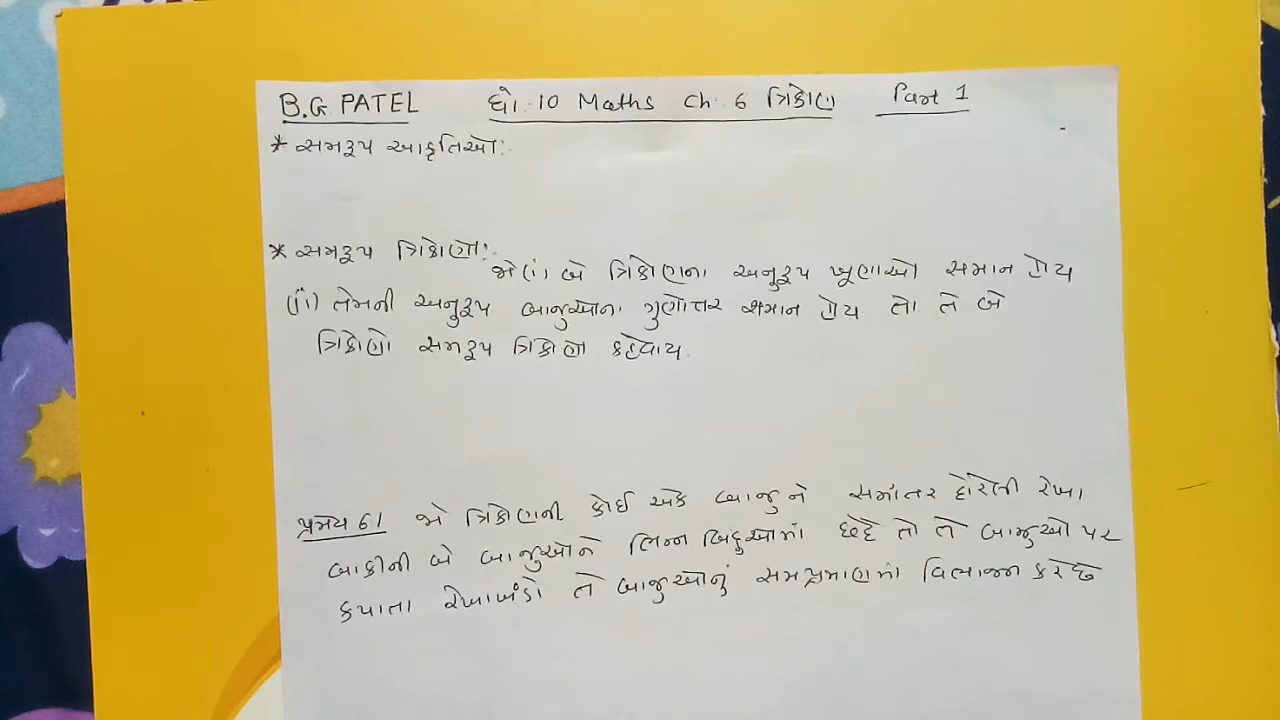 B.G. PATEL ધો. 10 Maths Ch. 6 ત્રિકોણ Part 1
* સમરૂપ આકૃતિઓ:-
* સમરૂપ ત્રિકોણો:-
જો (i) બે ત્રિકોણના અનુરૂપ ખૂણાઓ સમાન હોય
(ii) તેમની અનુરૂપ બાજુઓના ગુણોત્તર સમાન હોય તો તે બે
ત્રિકોણો સમરૂપ ત્રિકોણો કહેવાય.
પ્રમેય 6.1 જો ત્રિકોણની કોઈ એક બાજુને સમાંતર દોરેલી રેખા
બાકીની બે બાજુઓને ભિન્ન બિંદુઓમાં છેદે તો તે બાજુઓ પર
કપાતા રેખાખંડો તે બાજુઓનું સમપ્રમાણમાં વિભાજન કરે છે